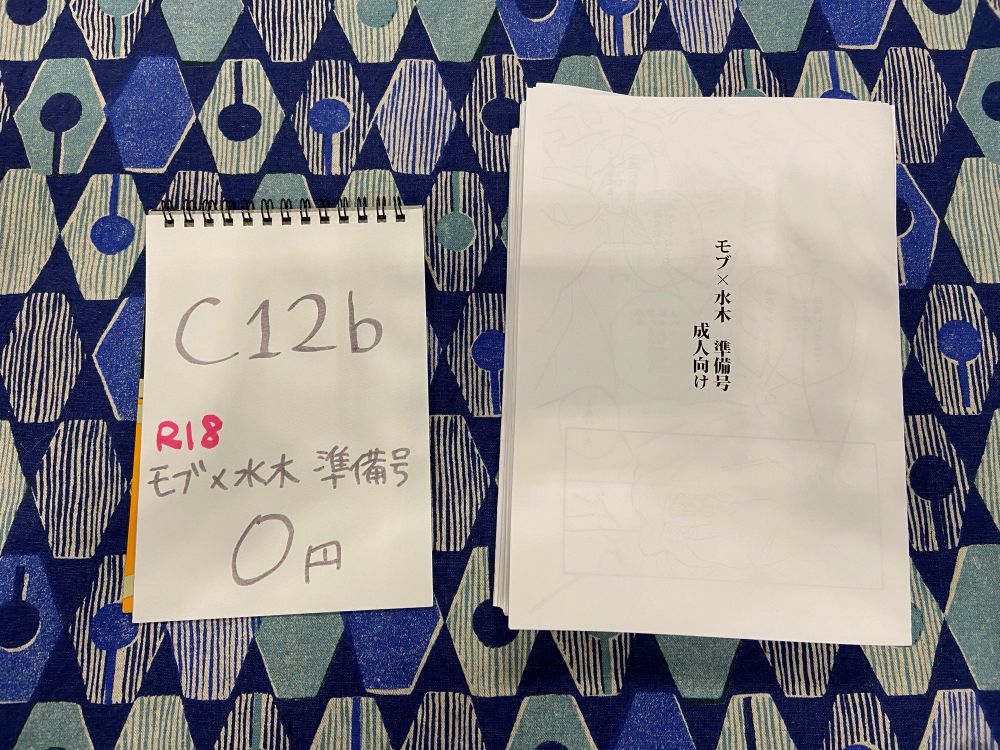 C12b
R18
モブ×水木 準備号
0円
モブ×水木 準備号
成人向け